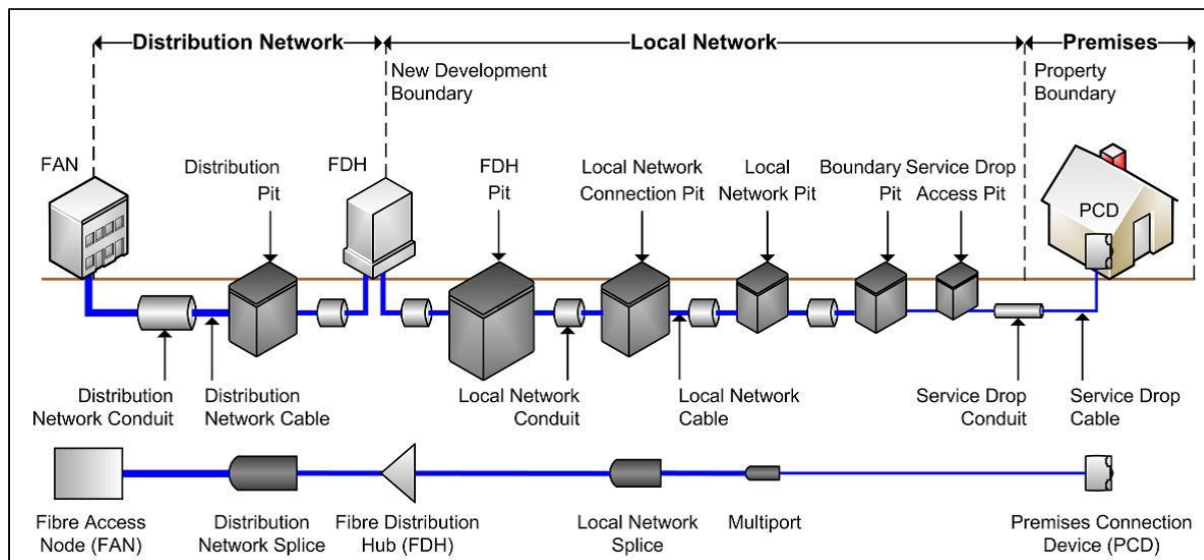 Distribution Network
Local Network
Premises
New Development
Boundary
Property
Boundary
FAN
Distribution
Pit
FDH
FDH
Pit
Local Network
Connection Pit
Local
Network Pit
Boundary
Pit
Service Drop
Access Pit
PCD
Distribution
Network Conduit
Distribution
Network Cable
Local Network
Conduit
Local Network
Cable
Service Drop
Conduit
Service Drop
Cable
Fibre Access
Node (FAN)
Distribution
Network Splice
Fibre Distribution
Hub (FDH)
Local Network
Splice
Multiport
Premises Connection
Device (PCD)